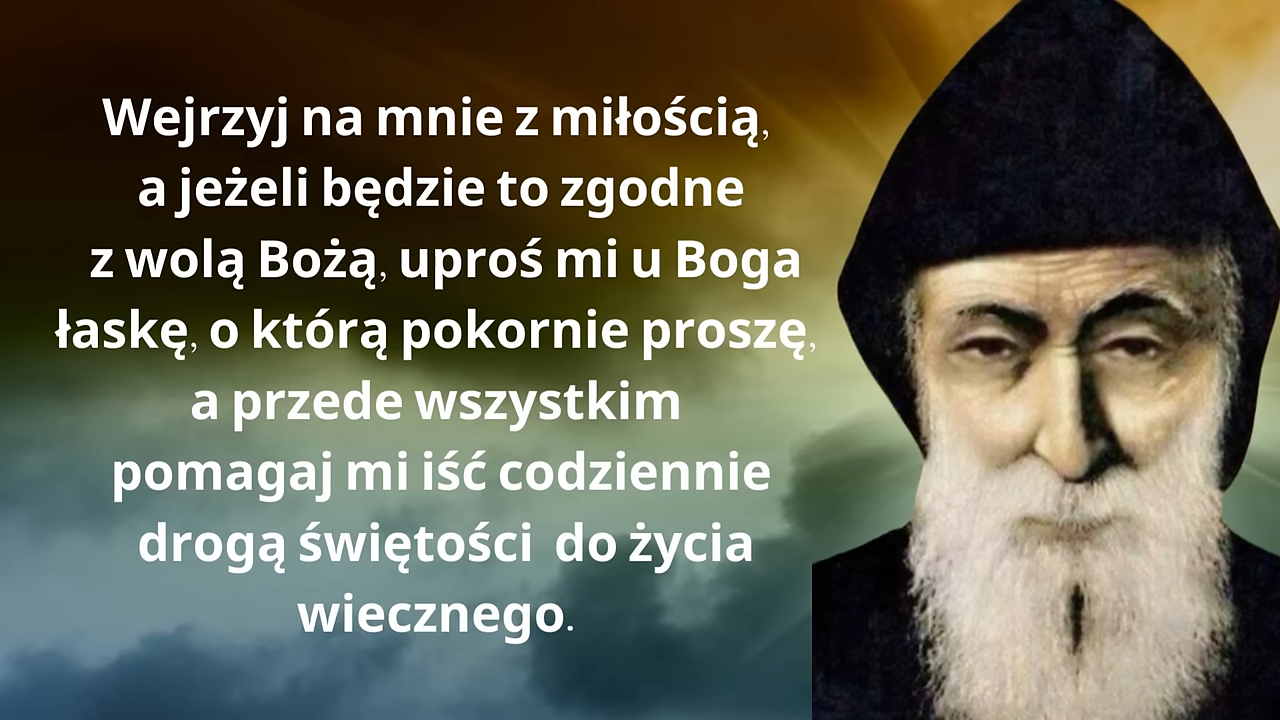 Wejrzyj na mnie z miłością,
a jeżeli będzie to zgodne
z wolą Bożą, uproś mi u Boga
łaskę, o którą pokornie proszę,
a przede wszystkim
pomagaj mi iść codziennie
drogą świętości  do życia
wiecznego.